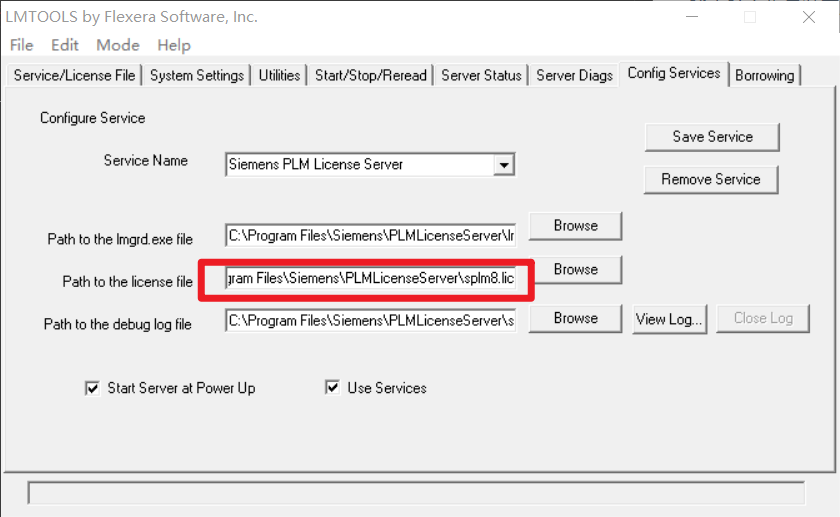 LMTOOLS by Flexera Software, Inc.
File Edit Mode Help
Service/License File System Settings Utilities Start/Stop/Reread Server Status Server Diags Config Services Borrowing
Configure Service
Save Service
Service Name Siemens PLM License Server
Remove Service
Path to the lmgrd.exe file C:\Program Files\Siemens\PLMLicenseServer\lr Browse
Path to the license file gram Files\Siemens\PLMLicenseServer\splm8.lic Browse
Path to the debug log file C:\Program Files\Siemens\PLMLicenseServer\s Browse View Log... Close Log
Start Server at Power Up Use Services